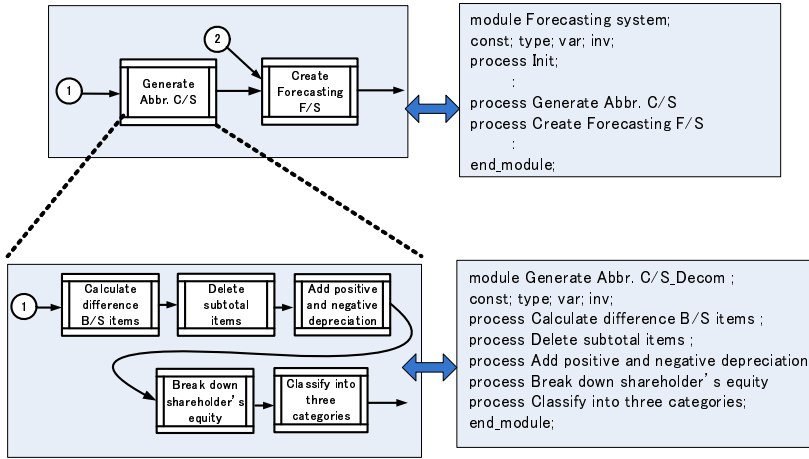 2
1
Generate
Abbr. C/S
Create
Forecasting
F/S
module Forecasting system;
const; type; var; inv;
process Init;
:
process Generate Abbr. C/S
process Create Forecasting F/S
:
end_module;
1
Calculate
difference
B/S items
Delete
subtotal
items
Add positive
and negative
depreciation
Break down
shareholder's
equity
Classify into
three
categories
module Generate Abbr. C/S_Decom ;
const; type; var; inv;
process Calculate difference B/S items ;
process Delete subtotal items ;
process Add positive and negative depreciation
process Break down shareholder's equity
process Classify into three categories;
end_module;